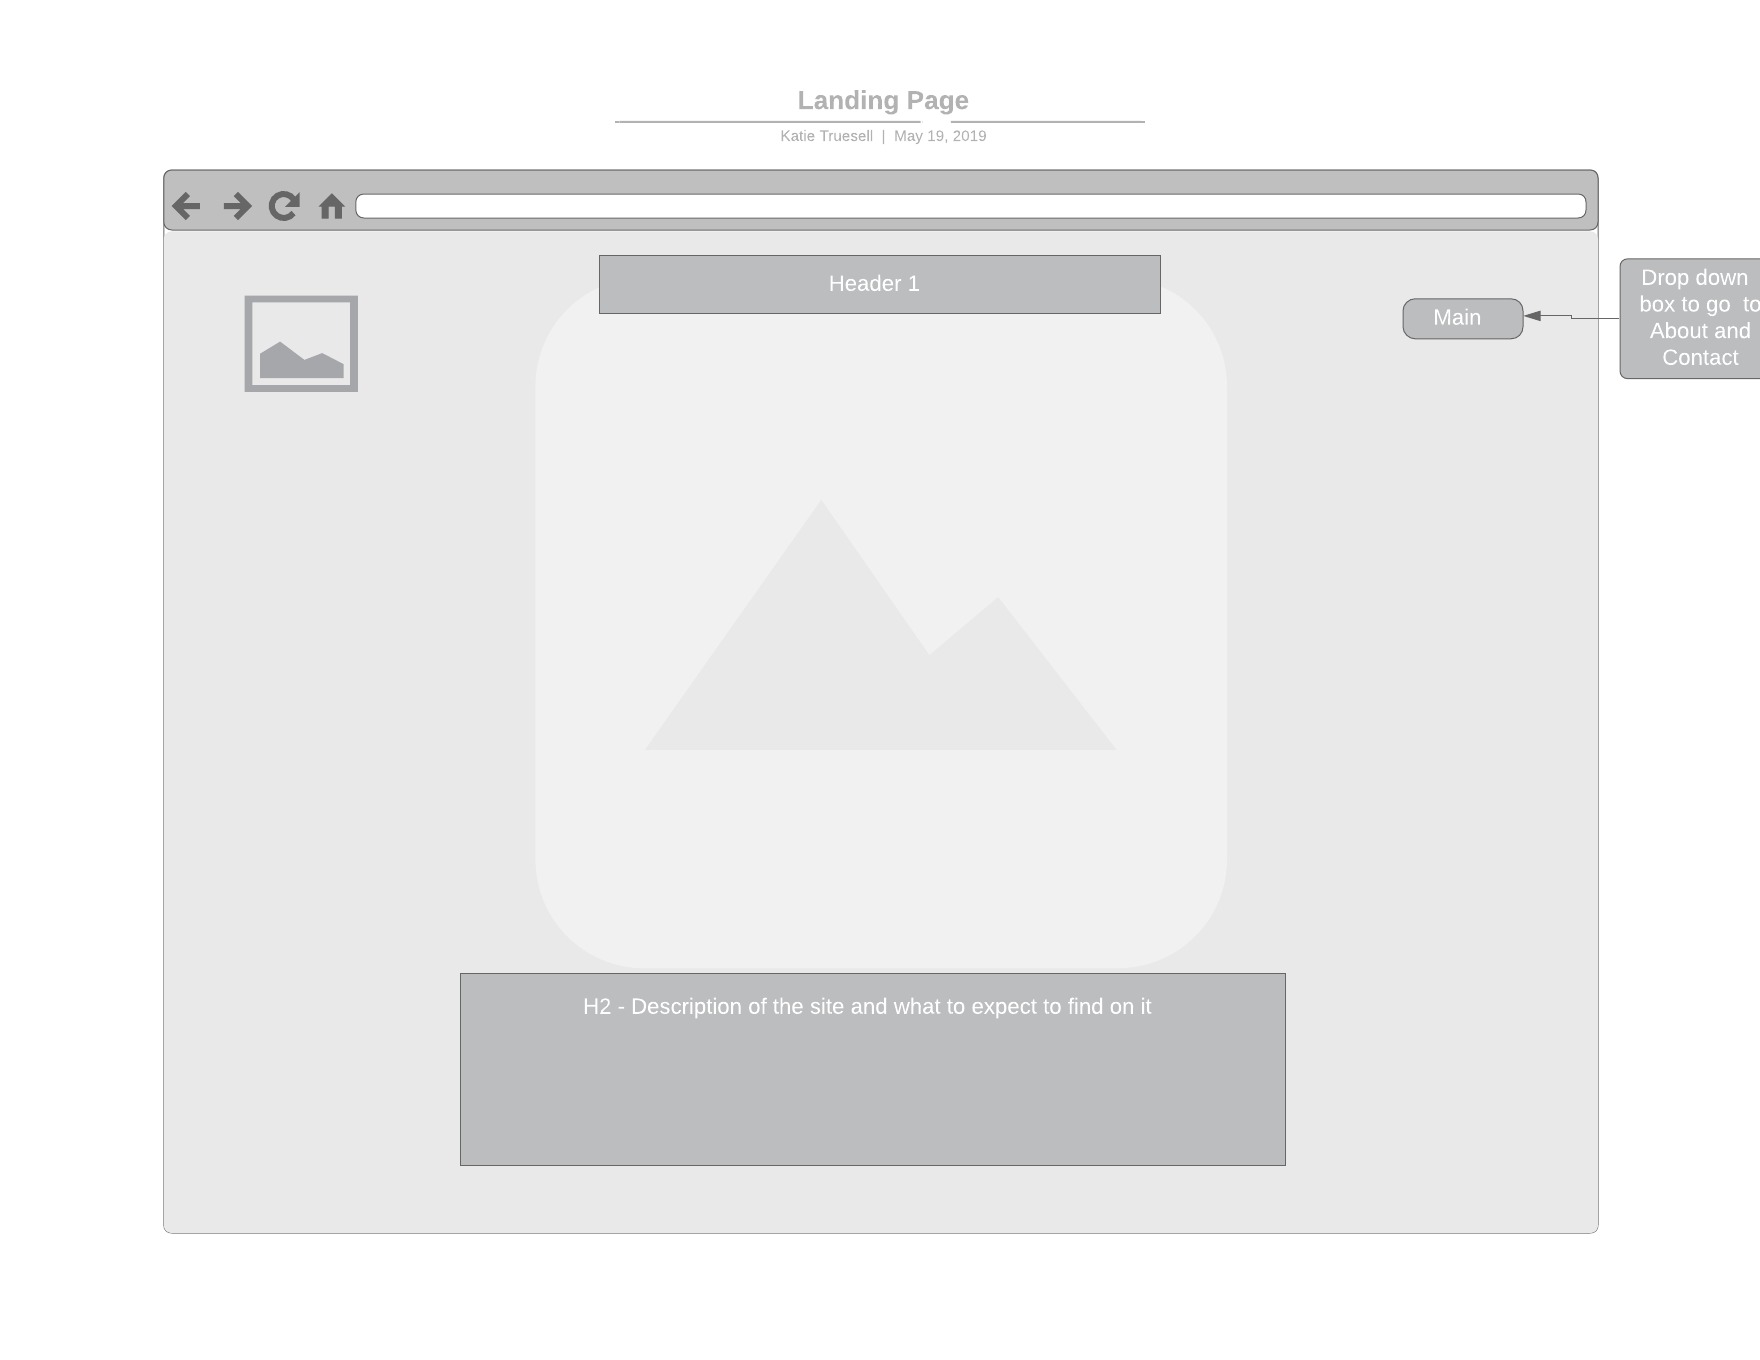 Landing Page
Katie Truesell | May 19, 2019
Header 1
Main
Drop down
box to go to
About and
Contact
H2 - Description of the site and what to expect to find on it